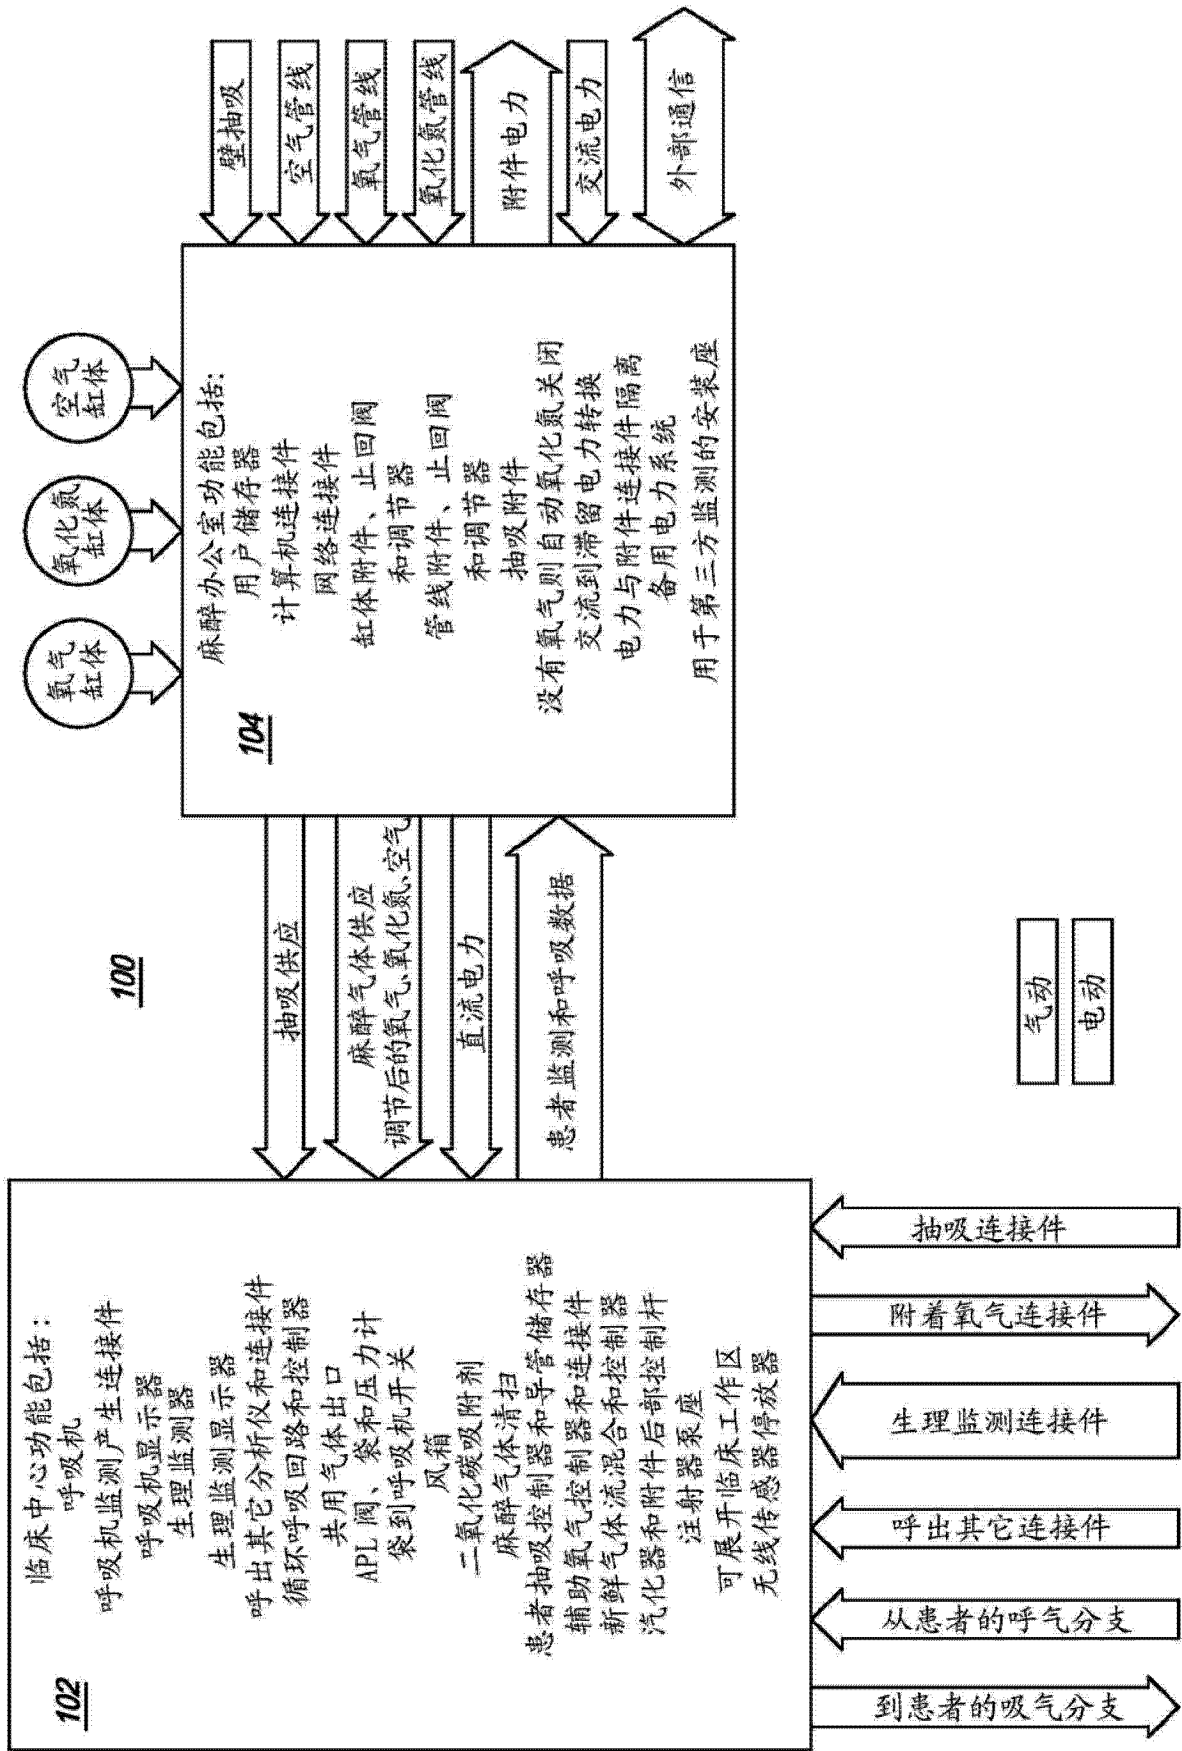 100
102
临床中心功能包括：
呼吸机
呼吸机监测产生连接件
呼吸机显示器
生理监测器
生理监测显示器
呼出其它分析仪和连接件
循环呼吸回路和控制器
共用气体出口
APL 阀、袋和压力计
袋到呼吸机开关
风箱
二氧化碳吸附剂
麻醉气体清扫
患者抽吸控制器和导管储存器
辅助氧气控制器和连接件
新鲜气体流混合和控制器
汽化器和附件后部控制杆
注射器泵座
可展开临床工作区
无线传感器停放器
抽吸供应
麻醉气体供应
调节后的氧气、氧化氮、空气
直流电力
患者监测和呼吸数据
104
麻醉办公室功能包括：
用户储存器
计算机连接件
网络连接件
缸体附件、止回阀
和调节器
管线附件、止回阀
和调节器
抽吸附件
没有氧气则自动氧化氮关闭
交流到滞留电力转换
电力与附件连接件隔离
备用电力系统
用于第三方监测的安装座
氧气
缸体
氧化氮
缸体
空气
缸体
壁抽吸
空气管线
氧气管线
氧化氮管线
附件电力
交流电力
外部通信
抽吸连接件
附着氧气连接件
生理监测连接件
呼出其它连接件
从患者的呼气分支
到患者的吸气分支
气动
电动